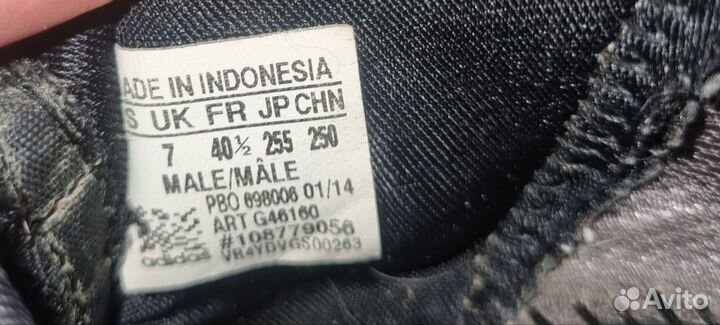 ADE IN INDONESIA
S UK FR JP CHN
7 40½ 255 250
MALE/MÂLE
PBO 698006 01/14
ART G46160
#108779056
VR4YDVGS00263
adidas
Avito